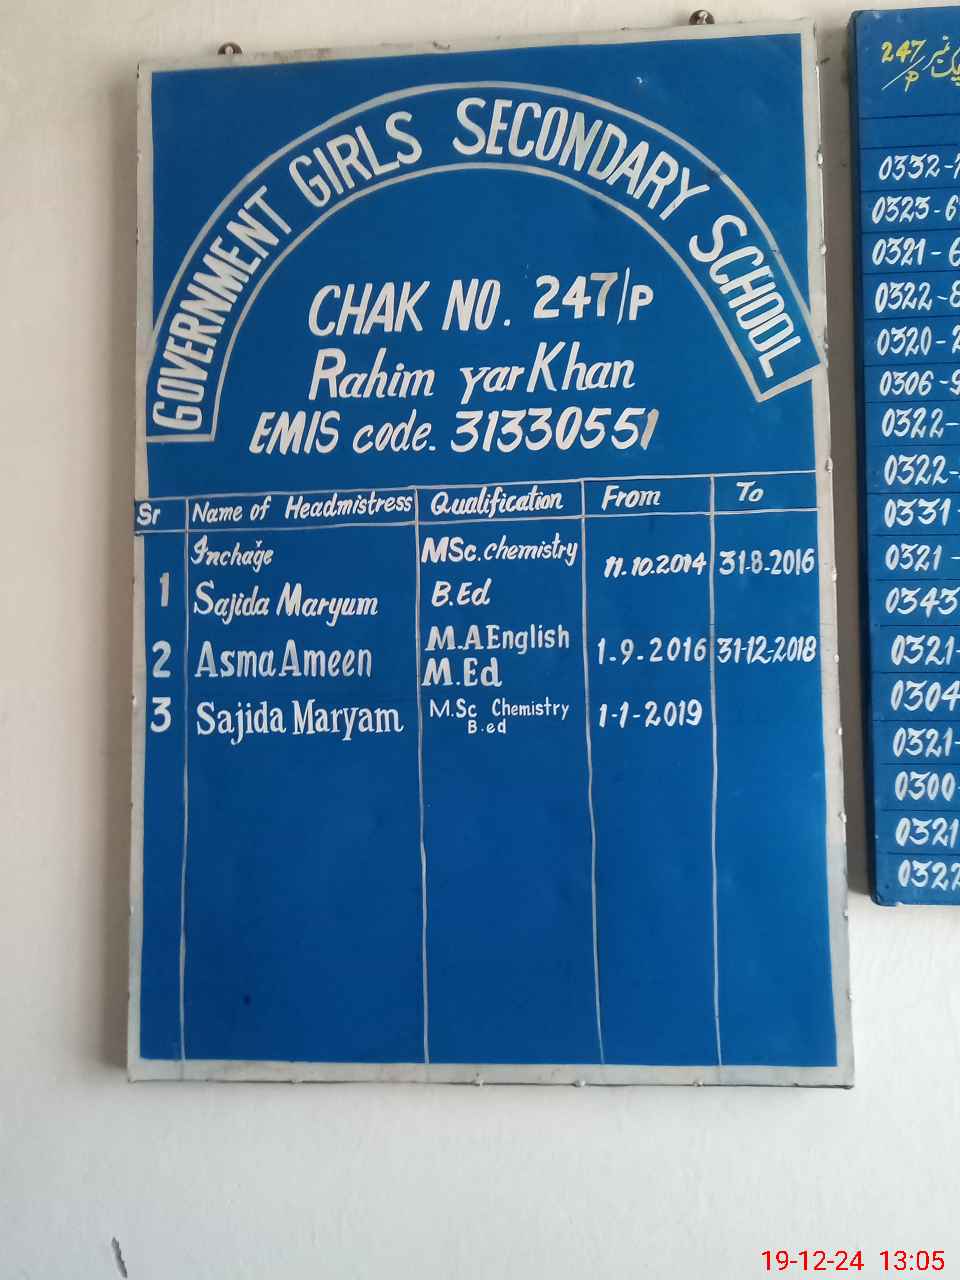 GOVERNMENT GIRLS SECONDARY SCHOOL
CHAK NO. 247/P
Rahim yar Khan
EMIS code. 31330551
Sr Name of Headmistress Qualification From To
1 Inchage Sajida Maryum MSc. chemistry B.Ed 11.10.2014 31-8-2016
2 Asma Ameen M.A English M.Ed 1-9-2016 31-12-2018
3 Sajida Maryam M.Sc Chemistry B.ed 1-1-2019
247/P
0332-
0323-6
0321-6
0322-8
0320-2
0306-9
0322-
0322-
0331-
0321-
0343
0321-
0304
0321-
0300-
0321
0322
19-12-24 13:05